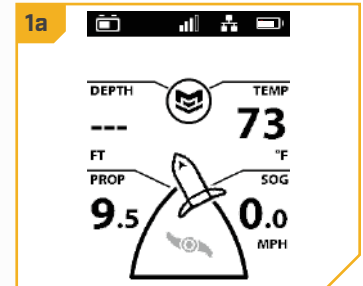 1a
DEPTH
TEMP
---
73
FT
°F
PROP
SOG
9.5
0.0
MPH